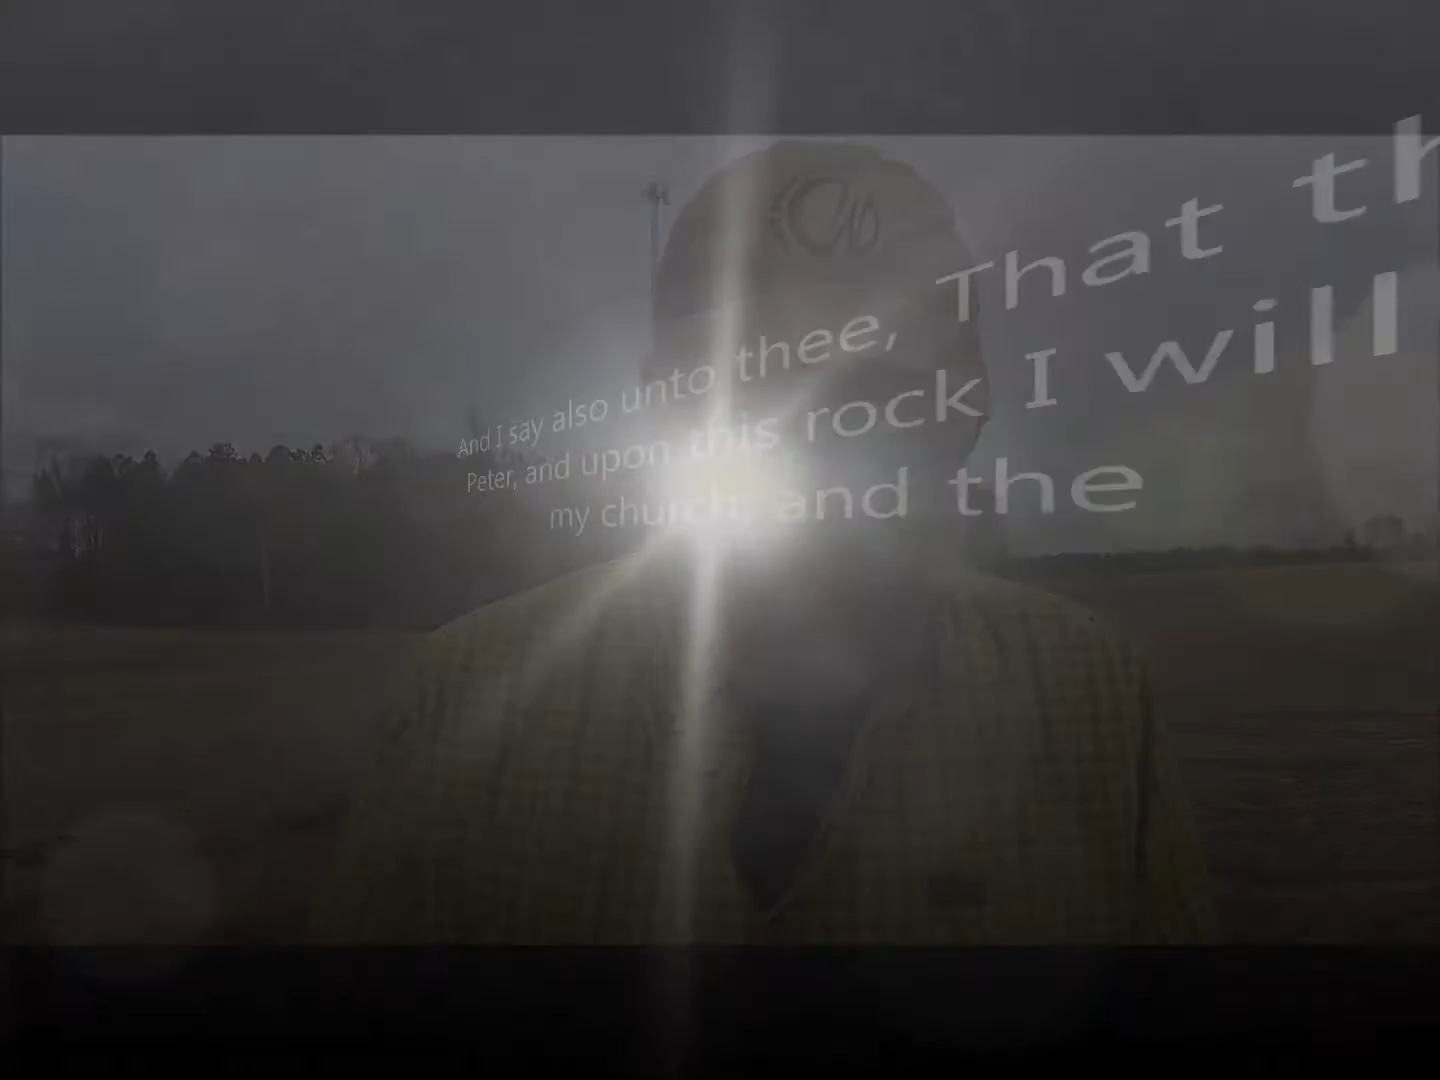 And I say also unto thee, That th
Peter, and upon this rock I will
my church, and the